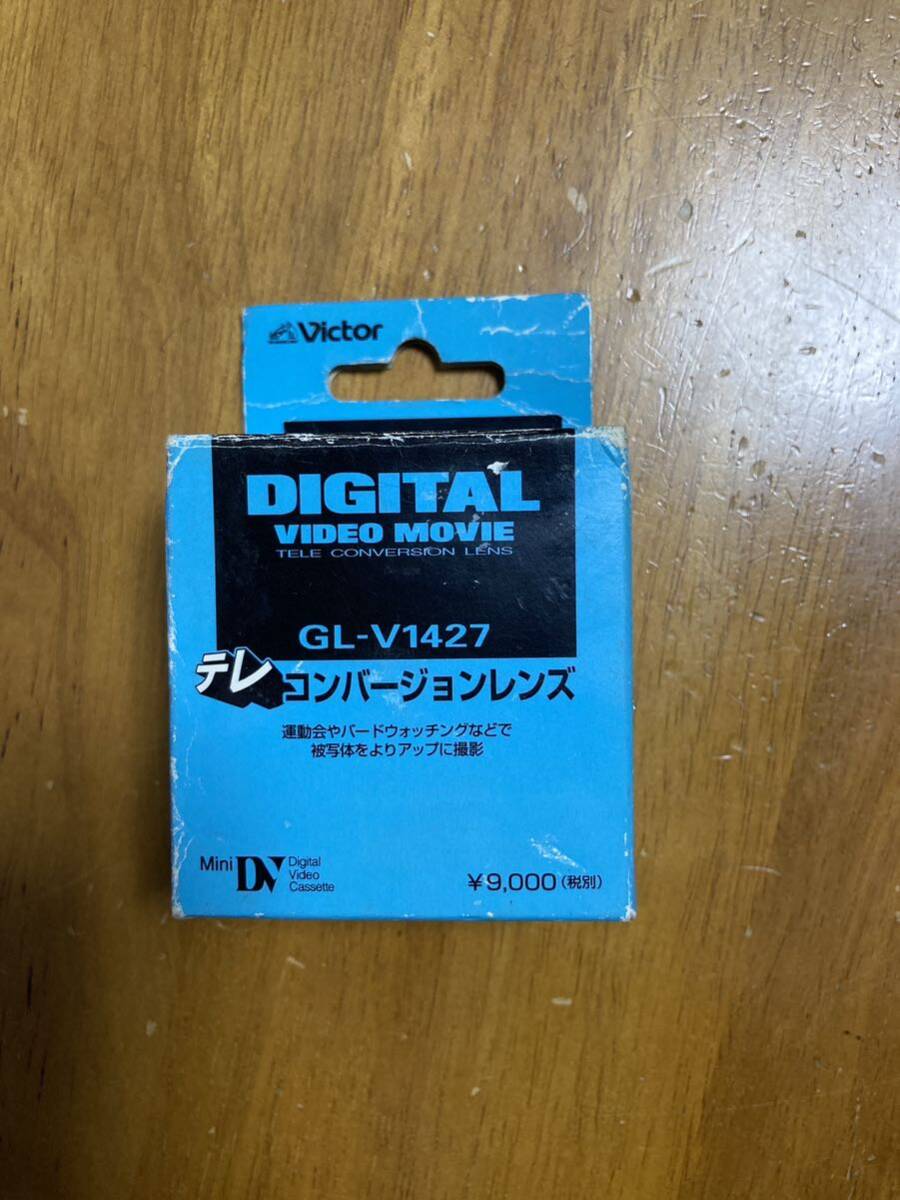 Victor
DIGITAL
VIDEO MOVIE
TELE CONVERSION LENS
GL-V1427
テレ
コンバージョンレンズ
運動会やバードウォッチングなどで
被写体をよりアップに撮影
Mini DV Digital
Video
Cassette
¥9,000(税別)